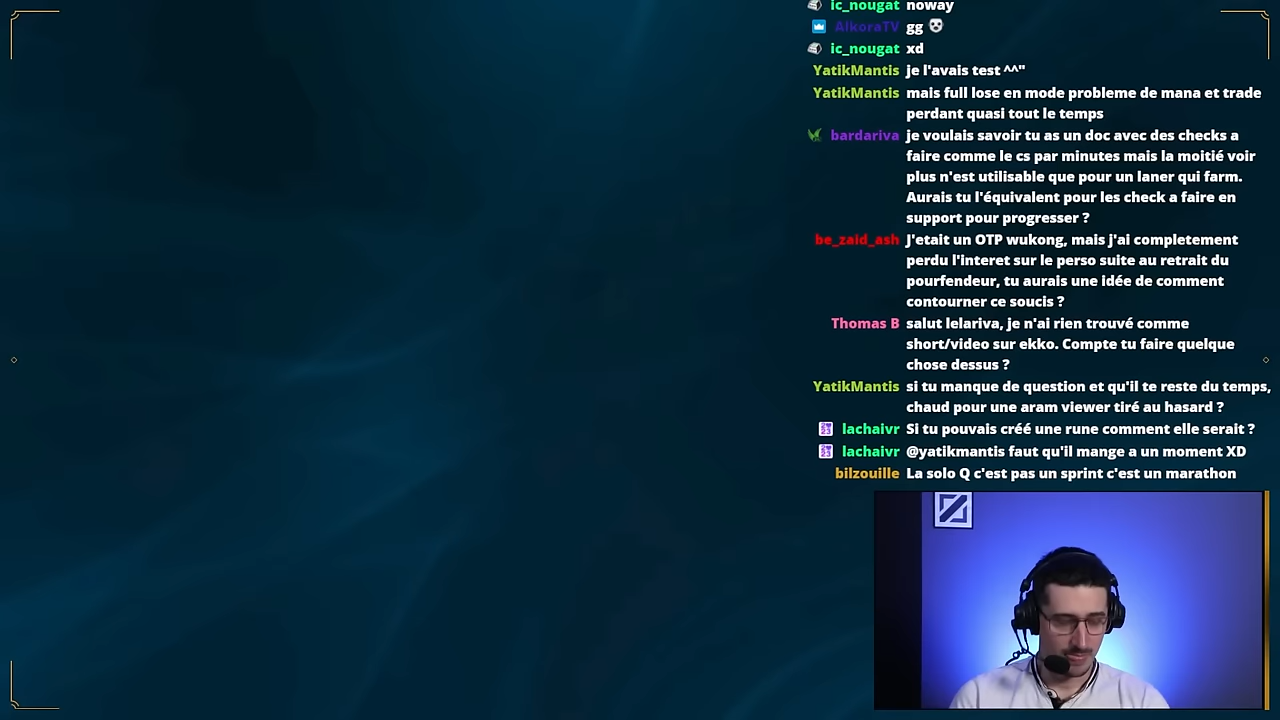 ic_nougat noway
AlkoraTV gg
ic_nougat xd
YatikMantis je l'avais test ^^"
YatikMantis mais full lose en mode probleme de mana et trade
perdant quasi tout le temps
bardariva je voulais savoir tu as un doc avec des checks a
faire comme le cs par minutes mais la moitié voir
plus n'est utilisable que pour un laner qui farm.
Aurais tu l'équivalent pour les check a faire en
support pour progresser ?
be_zaid_ash J'etait un OTP wukong, mais j'ai completement
perdu l'interet sur le perso suite au retrait du
pourfendeur, tu aurais une idée de comment
contourner ce soucis ?
Thomas B salut lelariva, je n'ai rien trouvé comme
short/video sur ekko. Compte tu faire quelque
chose dessus ?
YatikMantis si tu manque de question et qu'il te reste du temps,
chaud pour une aram viewer tiré au hasard ?
lachaivr Si tu pouvais créé une rune comment elle serait ?
lachaivr @yatikmantis faut qu'il mange a un moment XD
bilzouille La solo Q c'est pas un sprint c'est un marathon